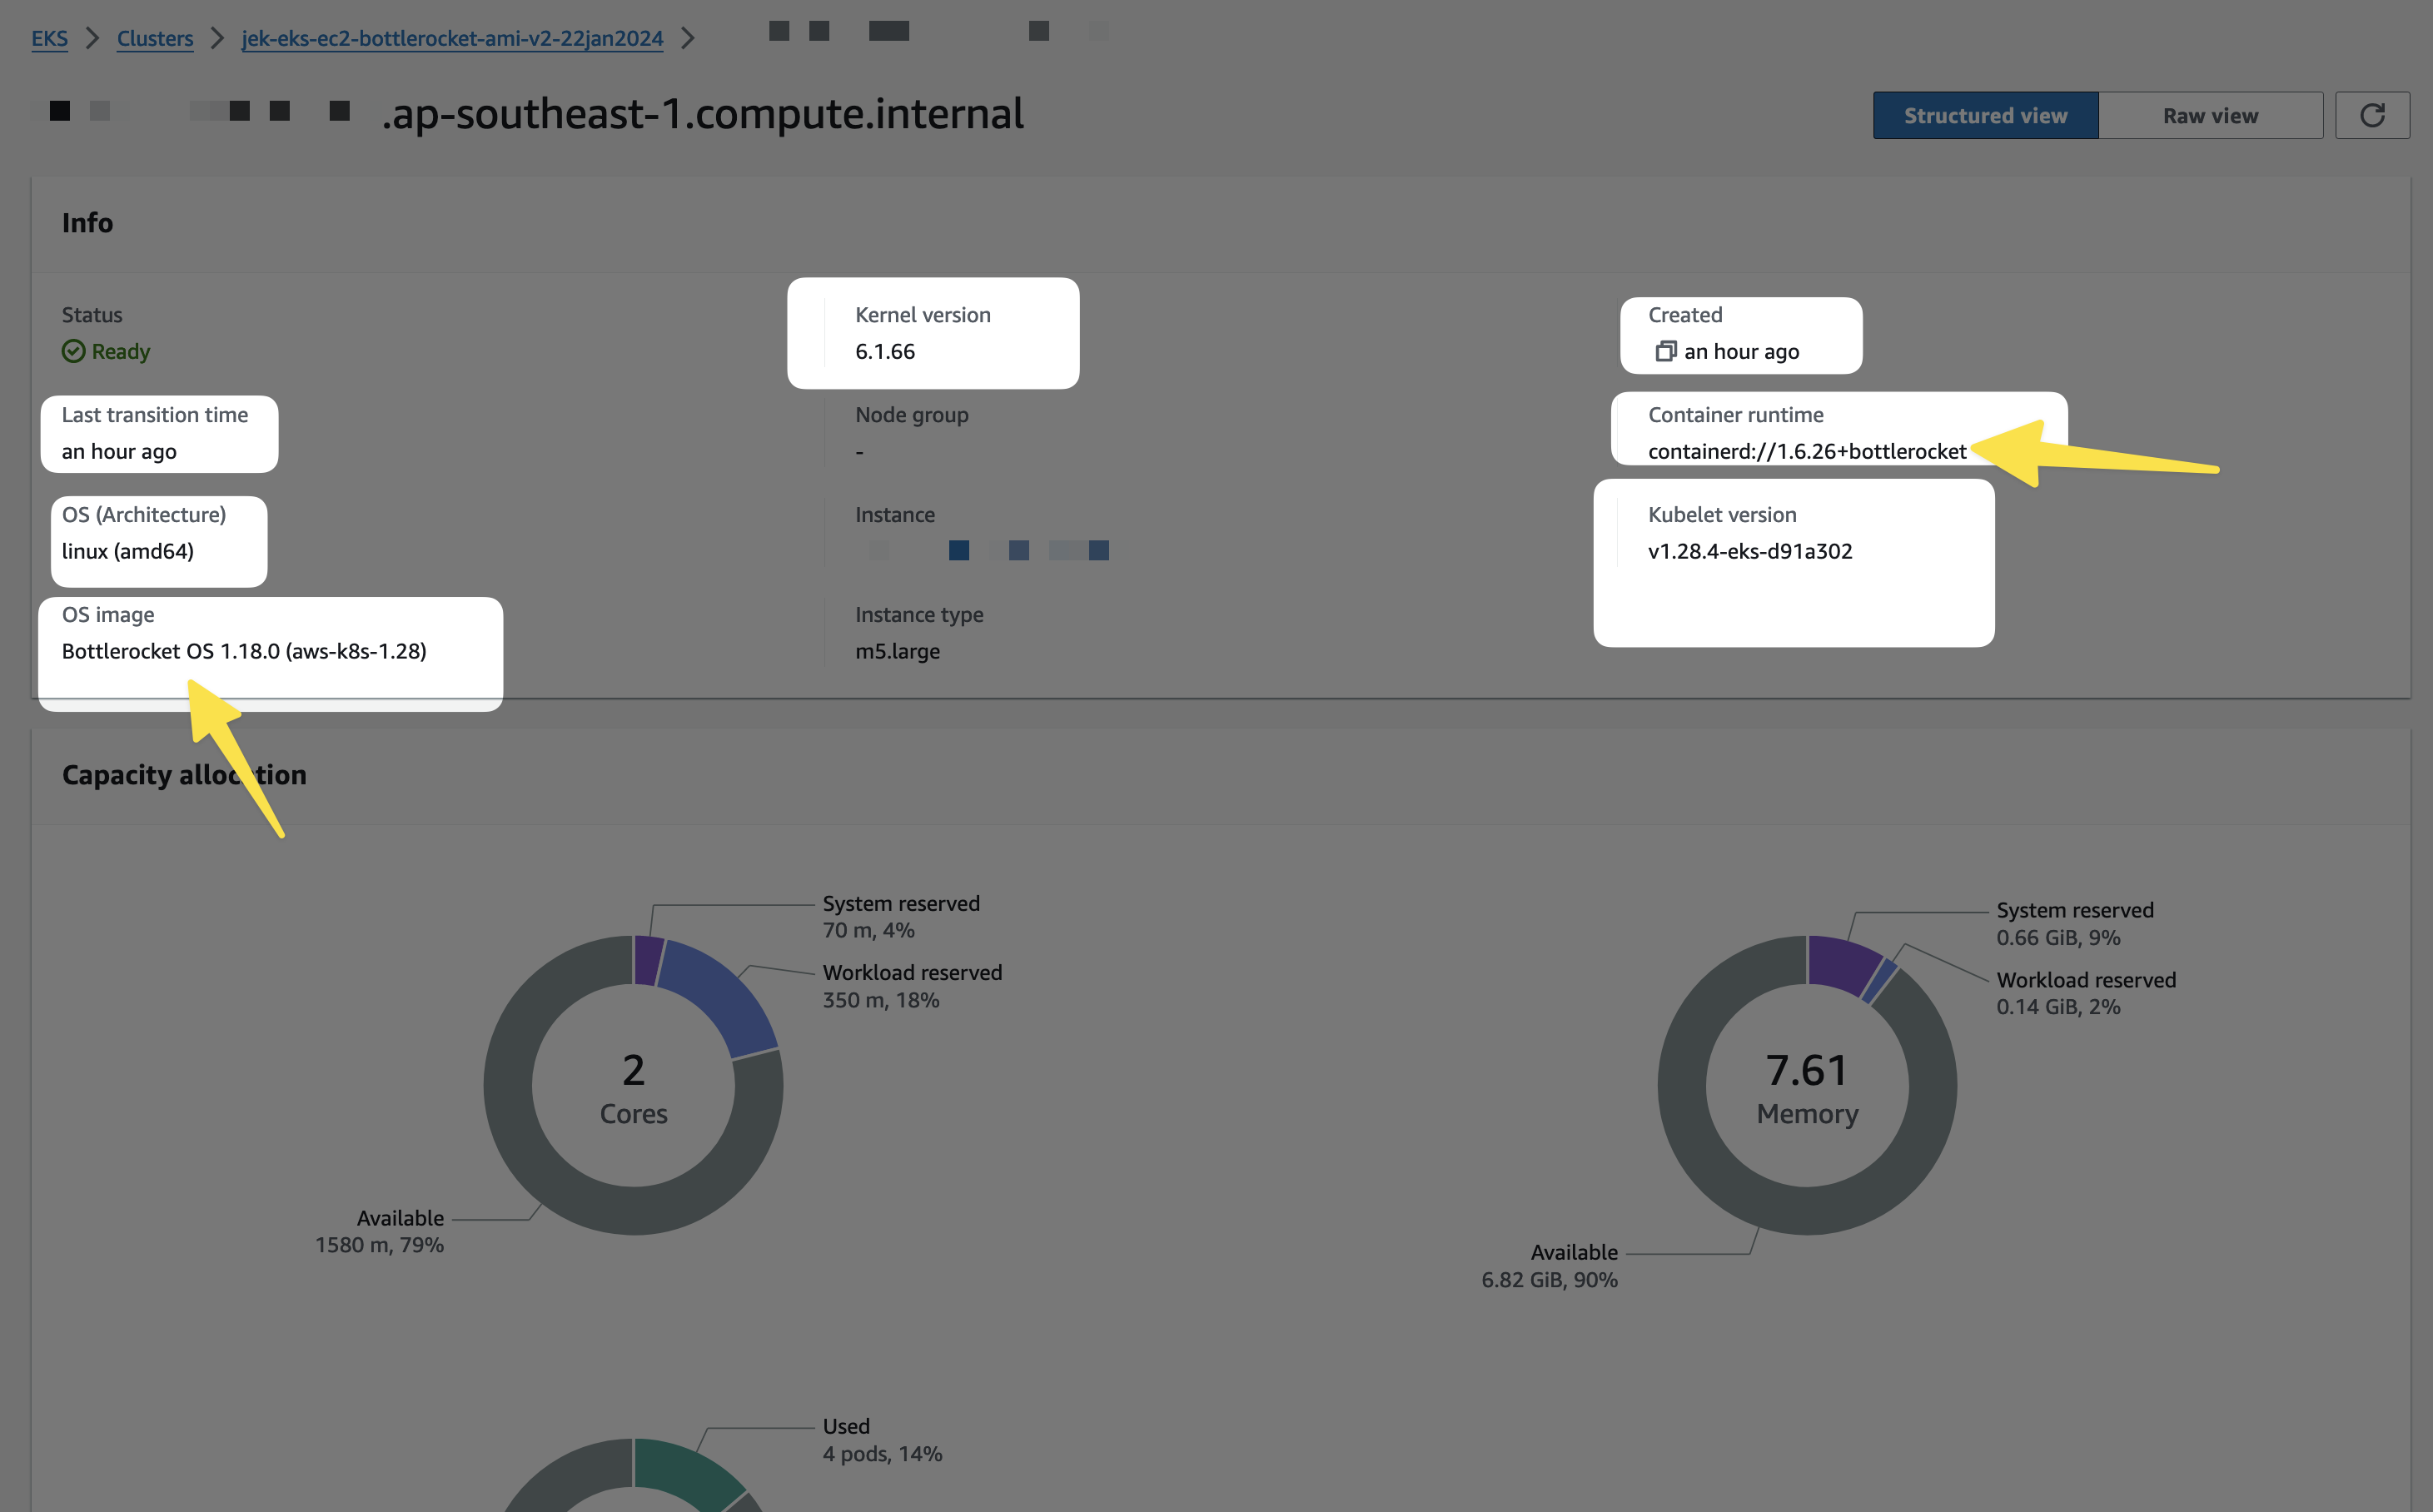 EKS > Clusters > jek-eks-ec2-bottlerocket-ami-v2-22jan2024 >
.ap-southeast-1.compute.internal
Structured view
Raw view
Info
Status
Ready
Kernel version
6.1.66
Created
an hour ago
Last transition time
an hour ago
Node group
-
Container runtime
containerd://1.6.26+bottlerocket
OS (Architecture)
linux (amd64)
Instance
Kubelet version
v1.28.4-eks-d91a302
OS image
Bottlerocket OS 1.18.0 (aws-k8s-1.28)
Instance type
m5.large
Capacity allocation
System reserved
70 m, 4%
Workload reserved
350 m, 18%
2
Cores
Available
1580 m, 79%
System reserved
0.66 GiB, 9%
Workload reserved
0.14 GiB, 2%
7.61
Memory
Available
6.82 GiB, 90%
Used
4 pods, 14%